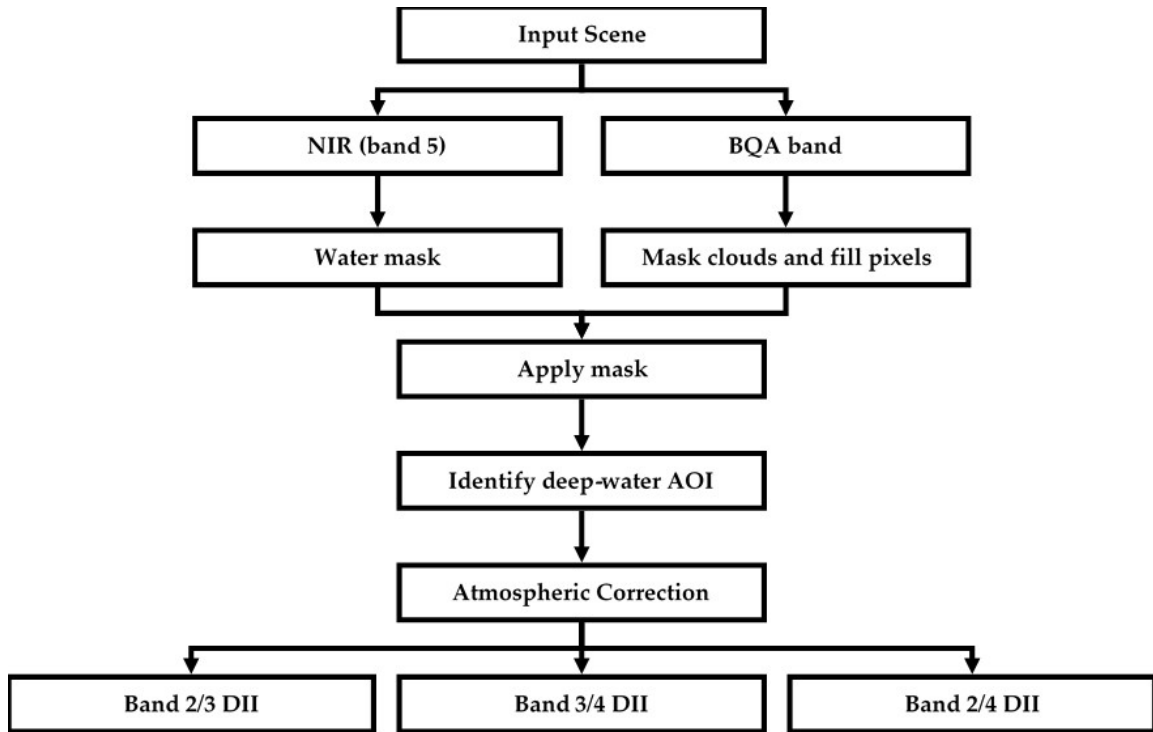 Input Scene
NIR (band 5)
BQA band
Water mask
Mask clouds and fill pixels
Apply mask
Identify deep-water AOI
Atmospheric Correction
Band 2/3 DII
Band 3/4 DII
Band 2/4 DII